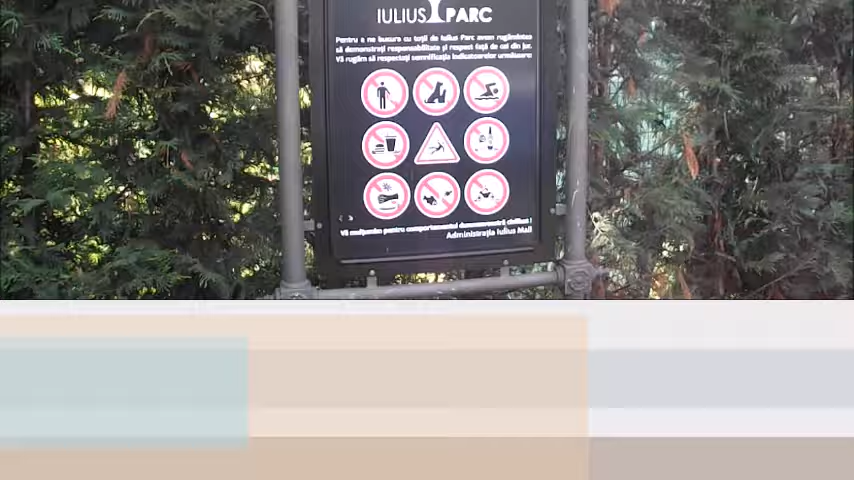 IULIUS PARC
Pentru a ne bucura cu toții de Iulius Parc avem rugămintea
să demonstrați responsabilitate și respect față de cei din jur.
Vă rugăm să respectați semnificația indicatoarelor următoare:
Vă mulțumim pentru comportamentul dumneavoastră civilizat!
Administrația Iulius Mall